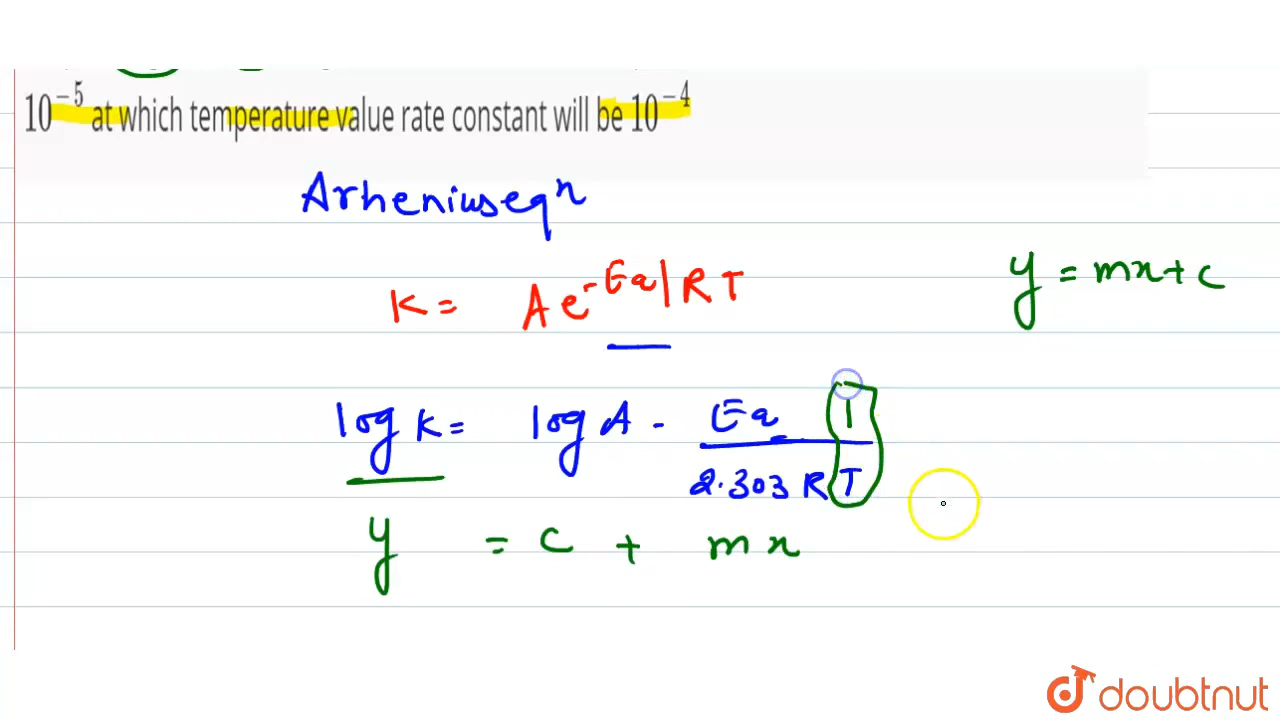 10⁻⁵ at which temperature value rate constant will be 10⁻⁴
Arheniuseqⁿ
K = A e^-Ea/RT
y = mx + c
log K = log A - Ea 1
2.303 R T
y = c + mx
doubtnut